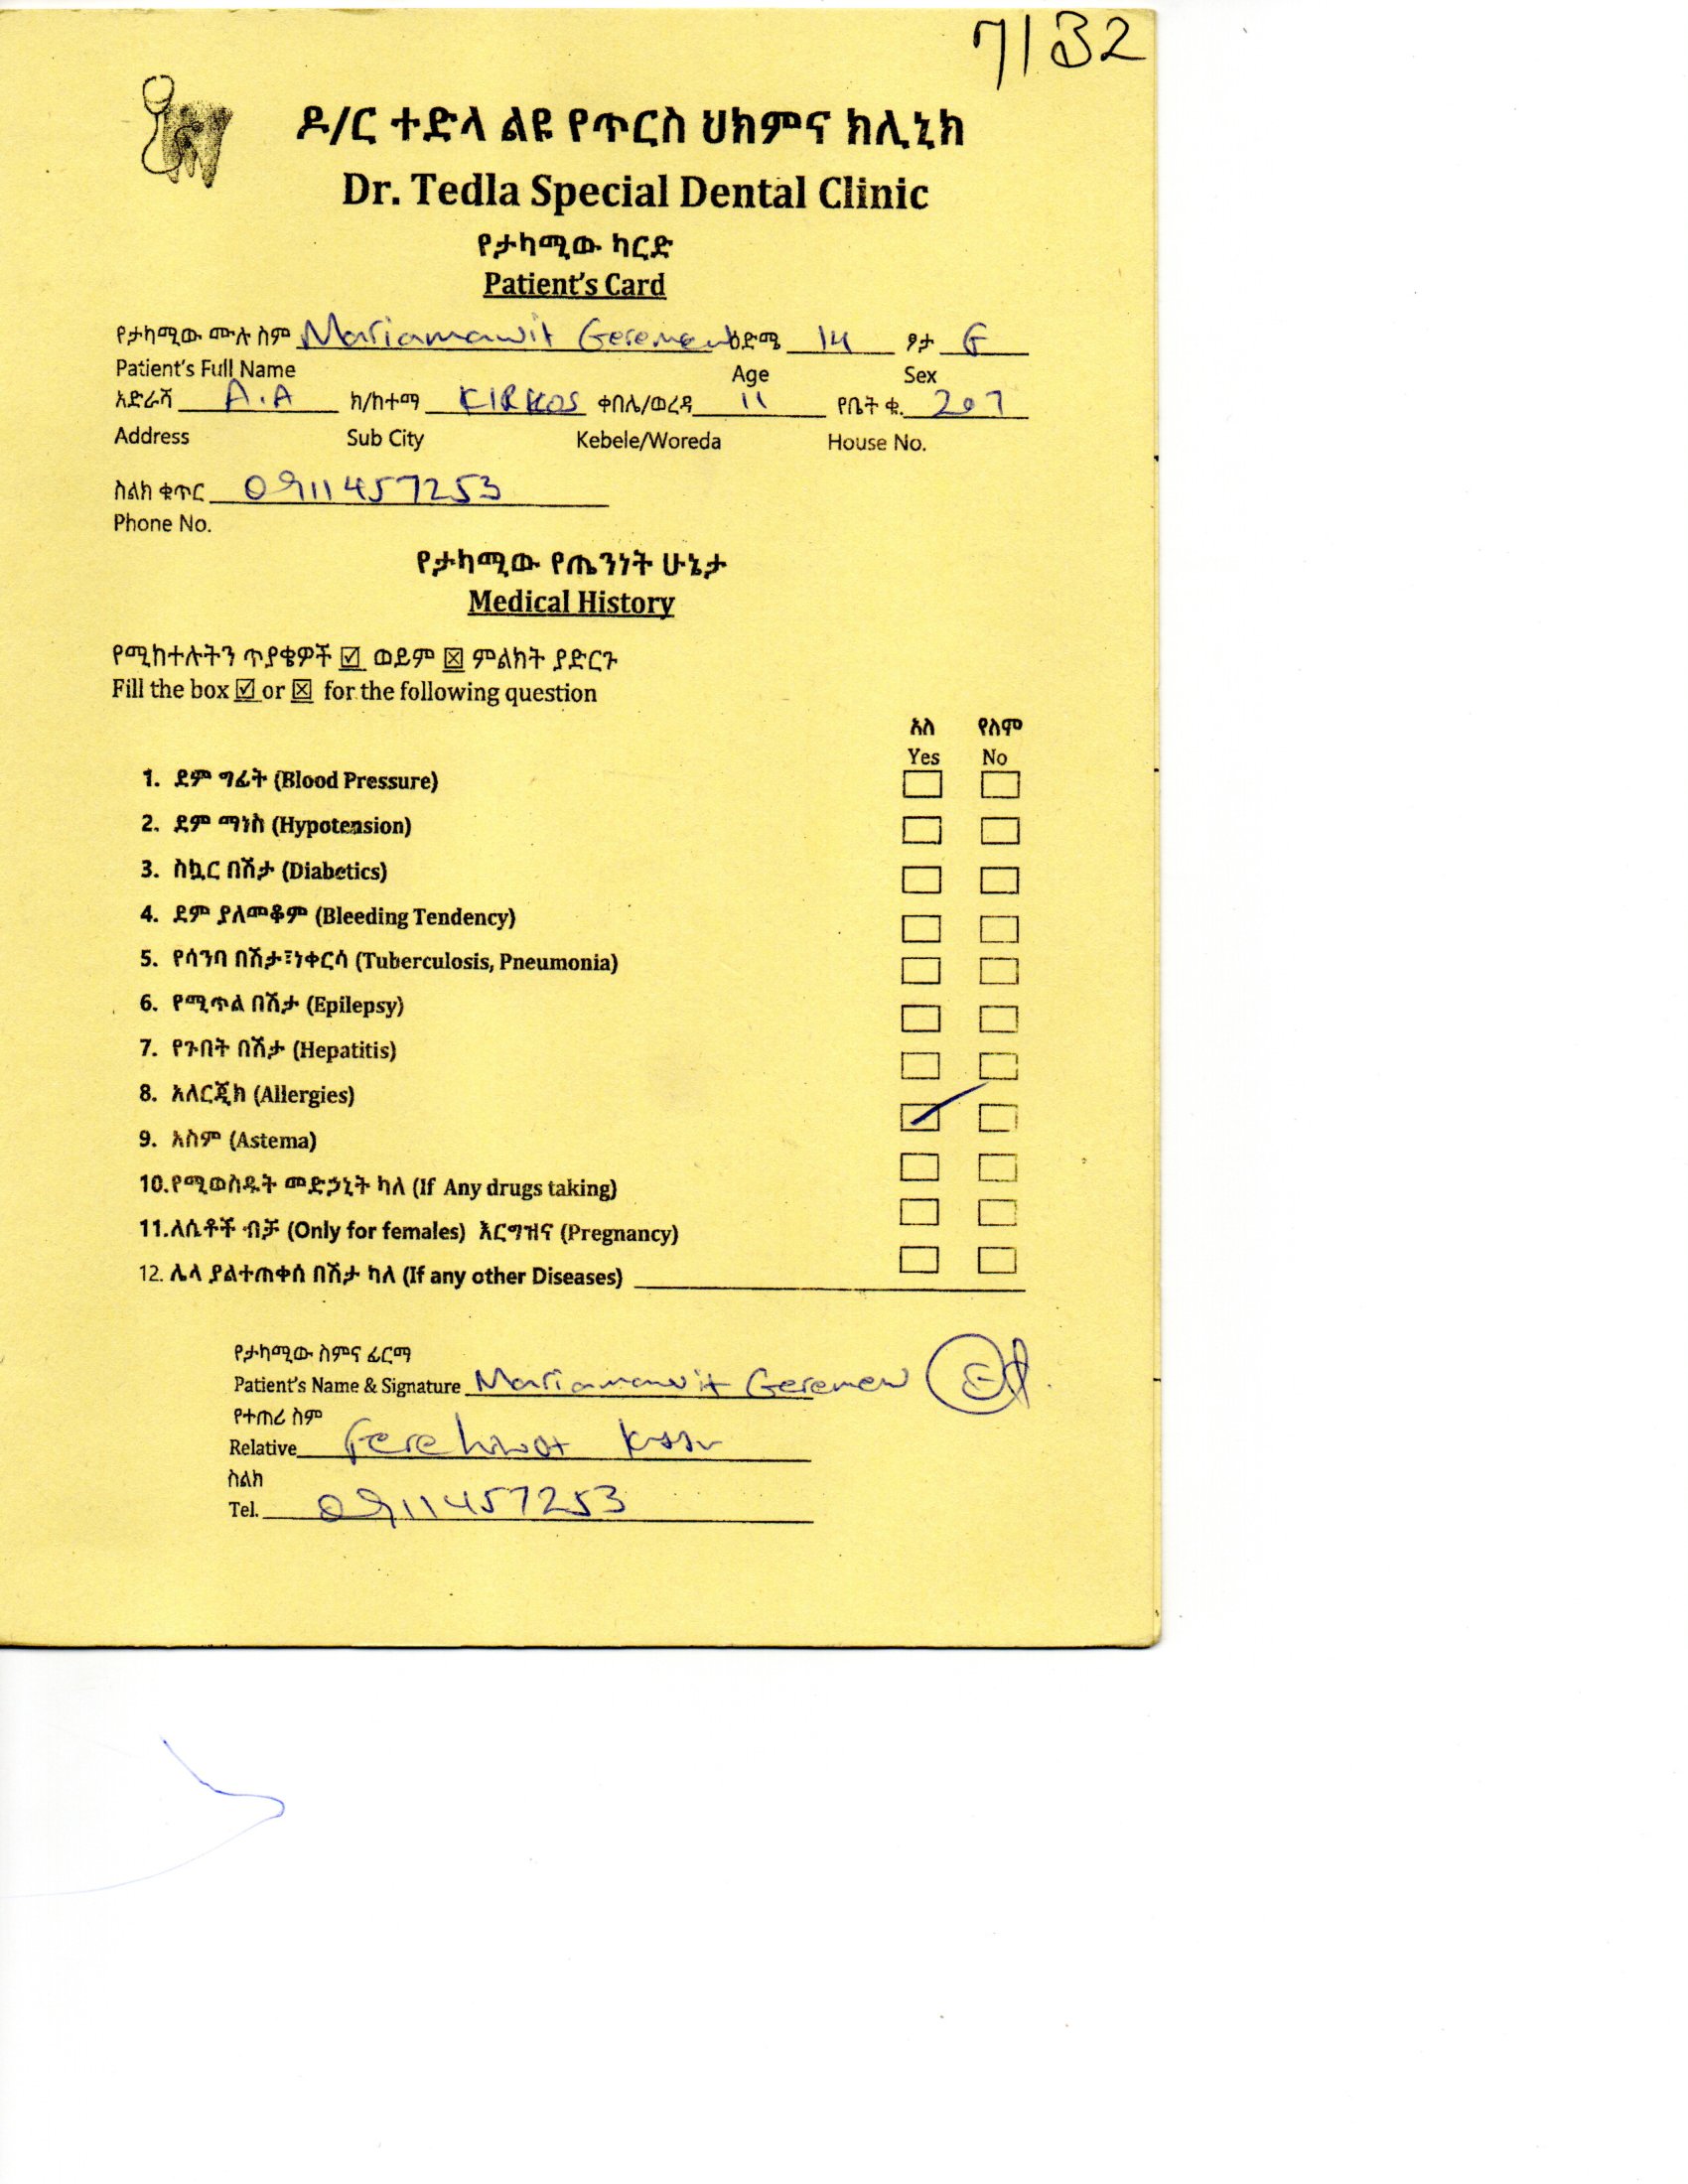 7132
ዶ/ር ተድላ ልዩ የጥርስ ህክምና ክሊኒክ
Dr. Tedla Special Dental Clinic
የታካሚው ካርድ
Patient's Card
የታካሚው ሙሉ ስም Mariamawit Geremew ዕድሜ 14 ፆታ G
Patient's Full Name Age Sex
አድራሻ A.A ክ/ከተማ KIRKOS ቀበሌ/ወረዳ 11 የቤት ቁ. 207
Address Sub City Kebele/Woreda House No.
ስልክ ቁጥር 0911457253
Phone No.
የታካሚው የጤንነት ሁኔታ
Medical History
የሚከተሉትን ጥያቄዎች ☑ ወይም ☒ ምልክት ያድርጉ
Fill the box ☑ or ☒ for the following question
አለ የለም
Yes No
1. ደም ግፊት (Blood Pressure)
2. ደም ማነስ (Hypotension)
3. ስኳር በሽታ (Diabetics)
4. ደም ያለመቆም (Bleeding Tendency)
5. የሳንባ በሽታ፣ነቀርሳ (Tuberculosis, Pneumonia)
6. የሚጥል በሽታ (Epilepsy)
7. የጉበት በሽታ (Hepatitis)
8. አለርጂክ (Allergies)
9. አስም (Astema)
10.የሚወስዱት መድኃኒት ካለ (If Any drugs taking)
11.ለሴቶች ብቻ (Only for females) እርግዝና (Pregnancy)
12. ሌላ ያልተጠቀሰ በሽታ ካለ (If any other Diseases)
የታካሚው ስምና ፊርማ
Patient's Name & Signature Mariamawit Geremew
የተጠሪ ስም
Relative
ስልክ
Tel. 0911457253